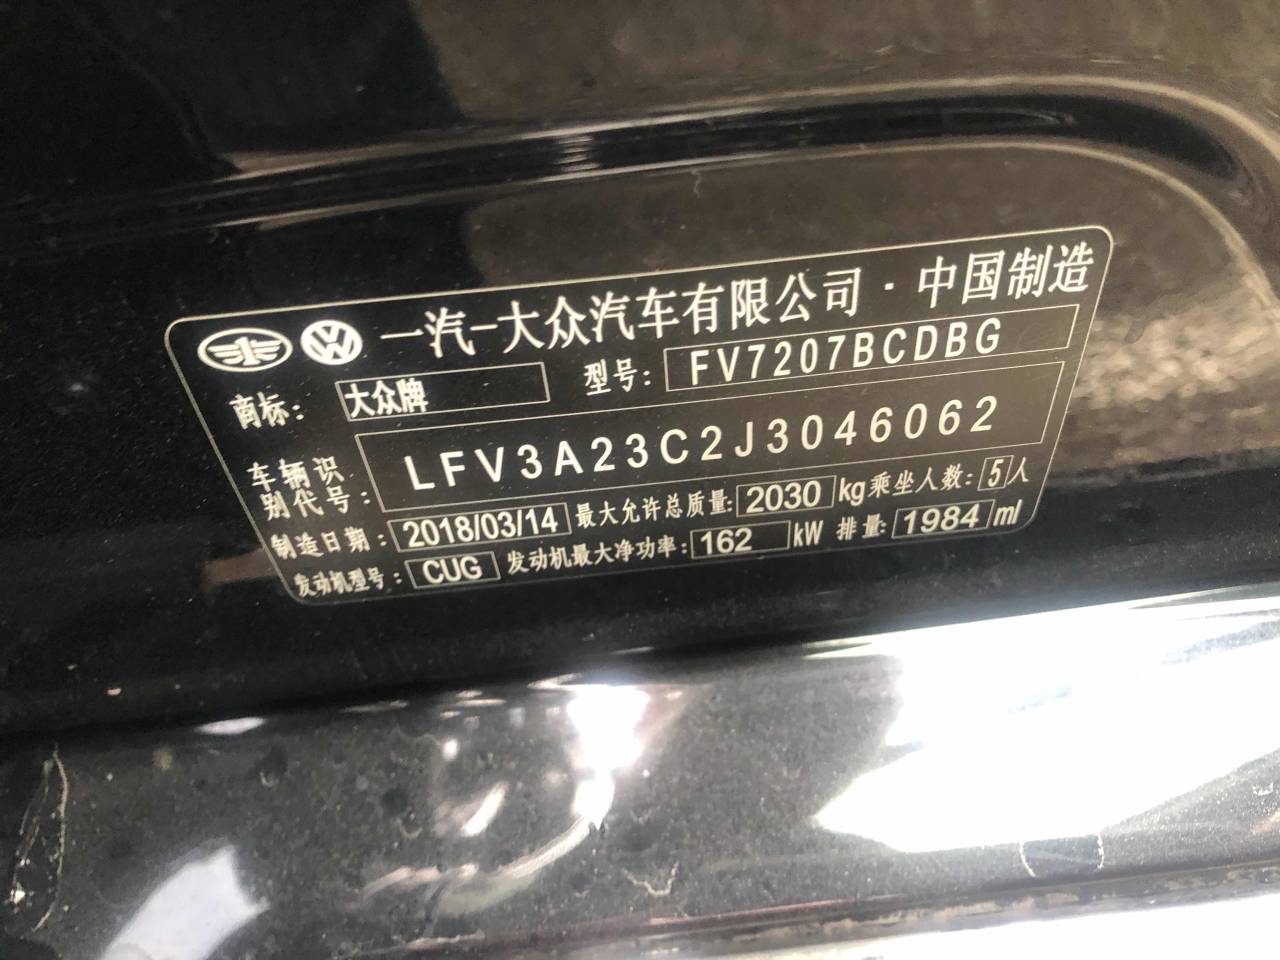 一汽-大众汽车有限公司·中国制造
商标: 大众牌 型号: FV7207BCDBG
车辆识别代号: LFV3A23C2J3046062
制造日期: 2018/03/14 最大允许总质量: 2030 kg 乘坐人数: 5 人
发动机型号: CUG 发动机最大净功率: 162 kW 排量: 1984 ml